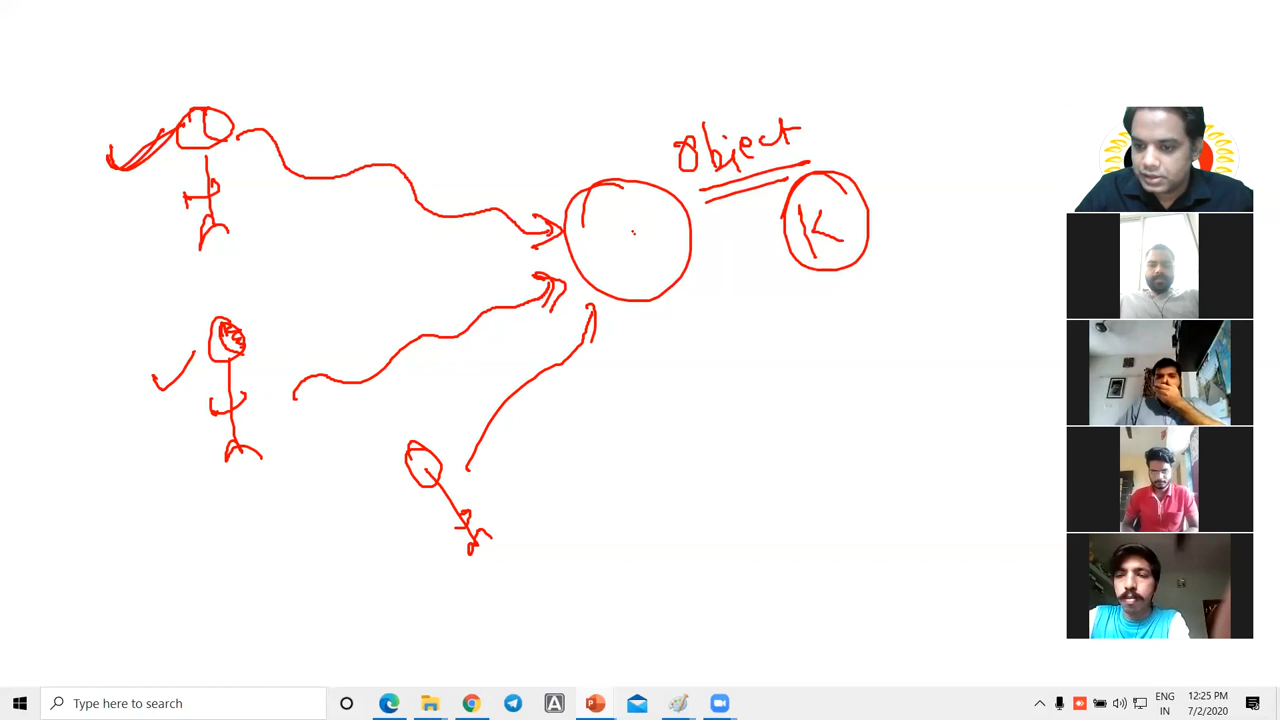 Object
K
Type here to search
A
ENG
IN
12:25 PM
7/2/2020